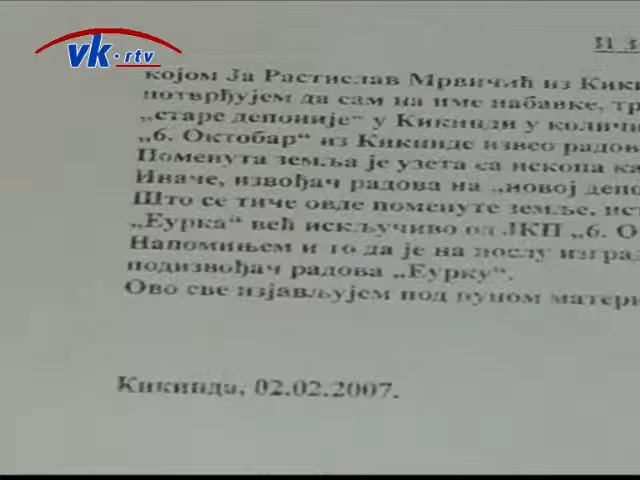 vk·rtv
И З
којом Ја Растислав Мрвичић из Кики
потврђујем да сам на име набавке, тр
„старе депоније“ у Кикинди у количи
„6. Октобар“ из Кикинде извео радов
Поменута земља је узета са ископа ка
Иначе, извођач радова на „новој депо
Што се тиче овде поменуте земље, ист
„Еурка“ већ искључиво од ЈКП „6. О
Напомињем и то да је на послу изград
подизвођач радова „Еурку“.
Ово све изјављујем под пуном матери
Кикинда, 02.02.2007.